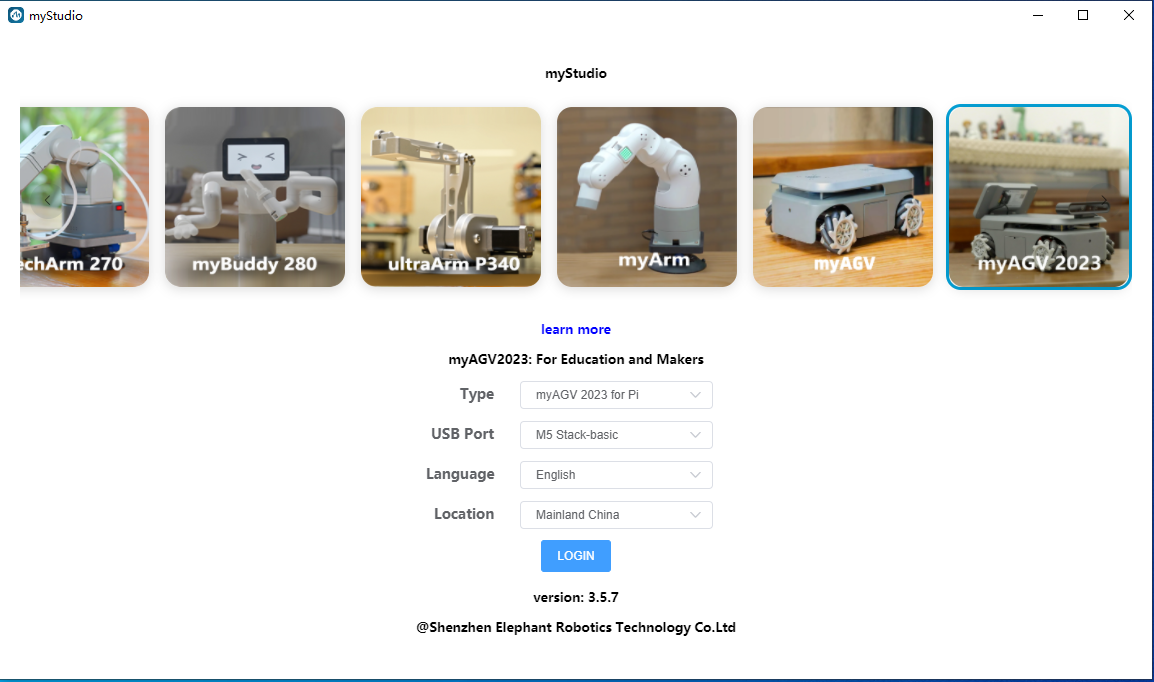 myStudio
myStudio
echArm 270
myBuddy 280
ultraArm P340
myArm
myAGV
myAGV 2023
learn more
myAGV2023: For Education and Makers
Type myAGV 2023 for Pi
USB Port M5 Stack-basic
Language English
Location Mainland China
LOGIN
version: 3.5.7
@Shenzhen Elephant Robotics Technology Co.Ltd